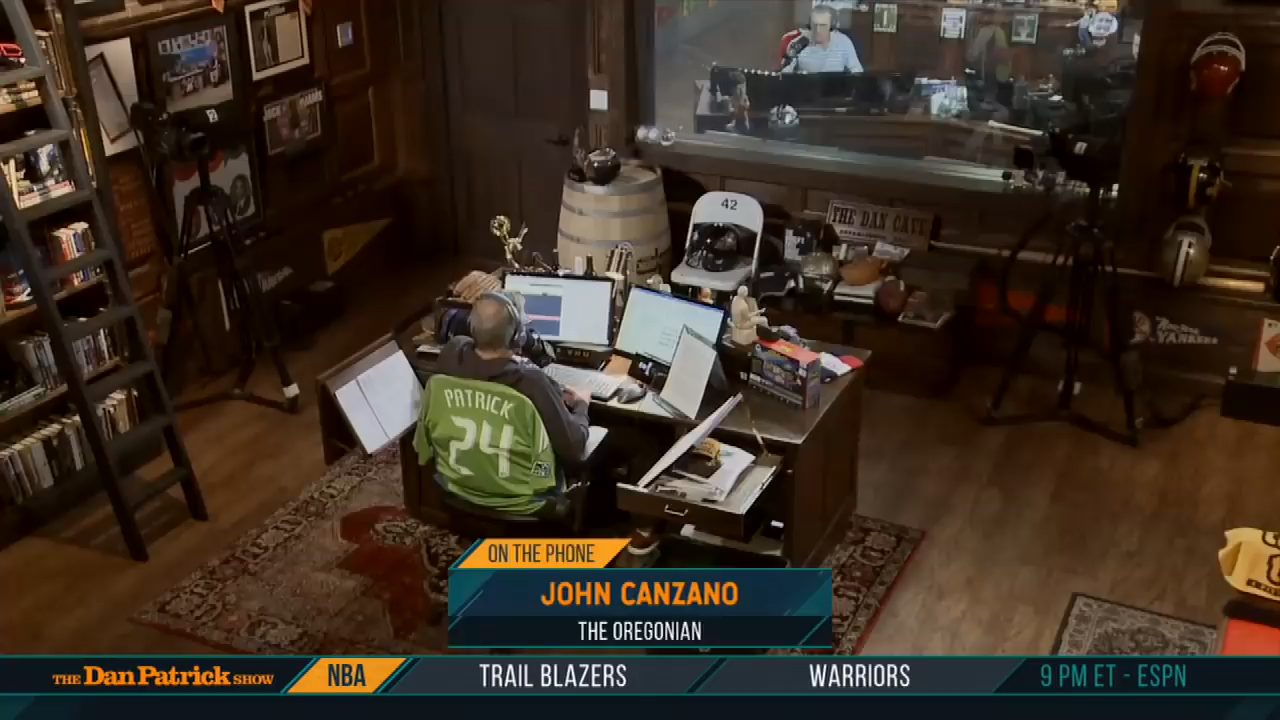 42
THE DAN CAVE
PATRICK
24
ON THE PHONE
JOHN CANZANO
THE OREGONIAN
THE Dan Patrick SHOW
NBA
TRAIL BLAZERS
WARRIORS
9 PM ET - ESPN